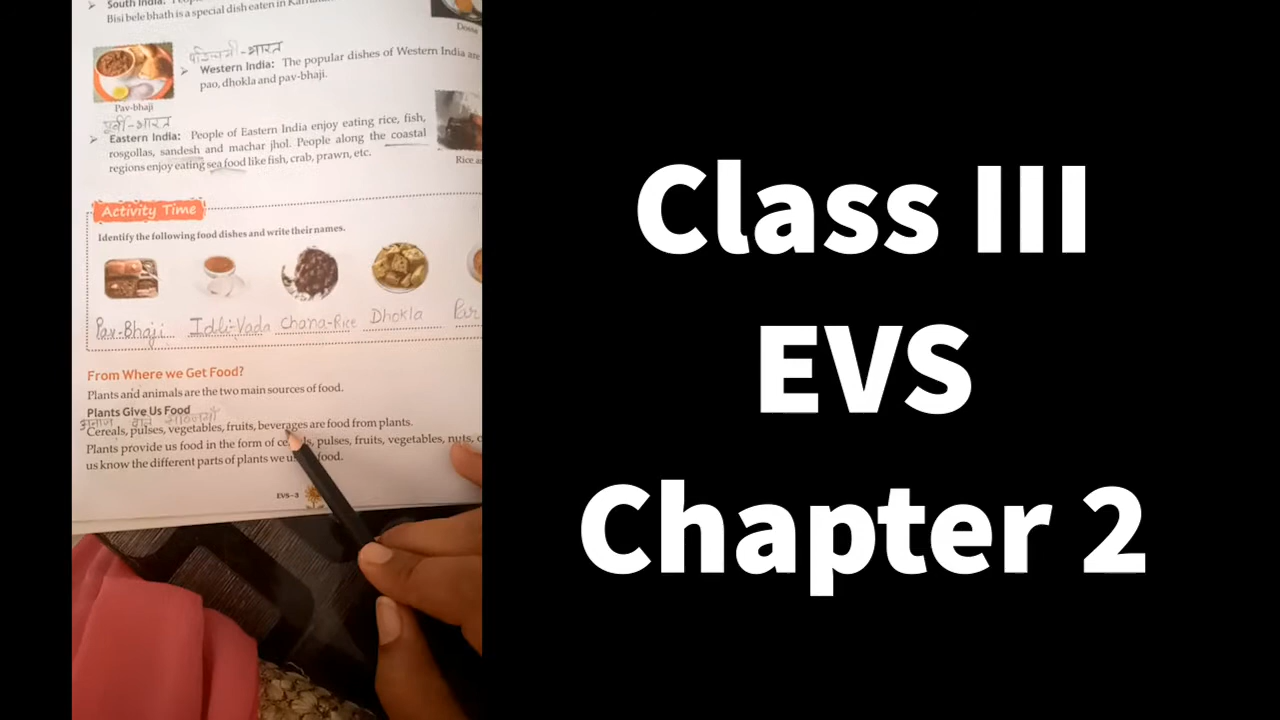 South India:
Bisi bele bhath is a special dish eaten in
Dosa
पश्चिमी-भारत
Western India: The popular dishes of Western India are
pao, dhokla and pav-bhaji.
Pav-bhaji
पूर्वी-भारत
Eastern India: People of Eastern India enjoy eating rice, fish,
rosgollas, sandesh and machar jhol. People along the coastal
regions enjoy eating sea food like fish, crab, prawn, etc.
Rice
Activity Time
Identify the following food dishes and write their names.
Pav-Bhaji Idli-Vada Chana-Rice Dhokla
From Where we Get Food?
Plants and animals are the two main sources of food.
Plants Give Us Food
अनाज
Cereals, pulses, vegetables, fruits, beverages are food from plants.
Plants provide us food in the form of pulses, fruits, vegetables, nuts,
us know the different parts of plants we food.
EVS-3
Class III
EVS
Chapter 2